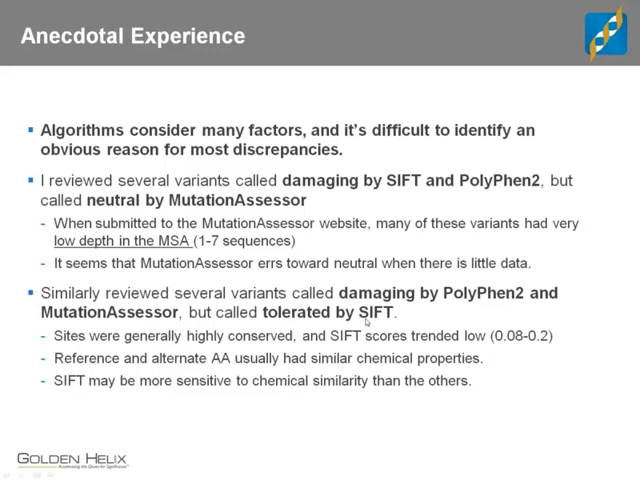 Anecdotal Experience
Algorithms consider many factors, and it's difficult to identify an
obvious reason for most discrepancies.
I reviewed several variants called damaging by SIFT and PolyPhen2, but
called neutral by MutationAssessor
- When submitted to the MutationAssessor website, many of these variants had very
low depth in the MSA (1-7 sequences)
- It seems that MutationAssessor errs toward neutral when there is little data.
Similarly reviewed several variants called damaging by PolyPhen2 and
MutationAssessor, but called tolerated by SIFT.
- Sites were generally highly conserved, and SIFT scores trended low (0.08-0.2)
- Reference and alternate AA usually had similar chemical properties.
- SIFT may be more sensitive to chemical similarity than the others.
GOLDEN HELIX
Accelerating the Quest for Significance